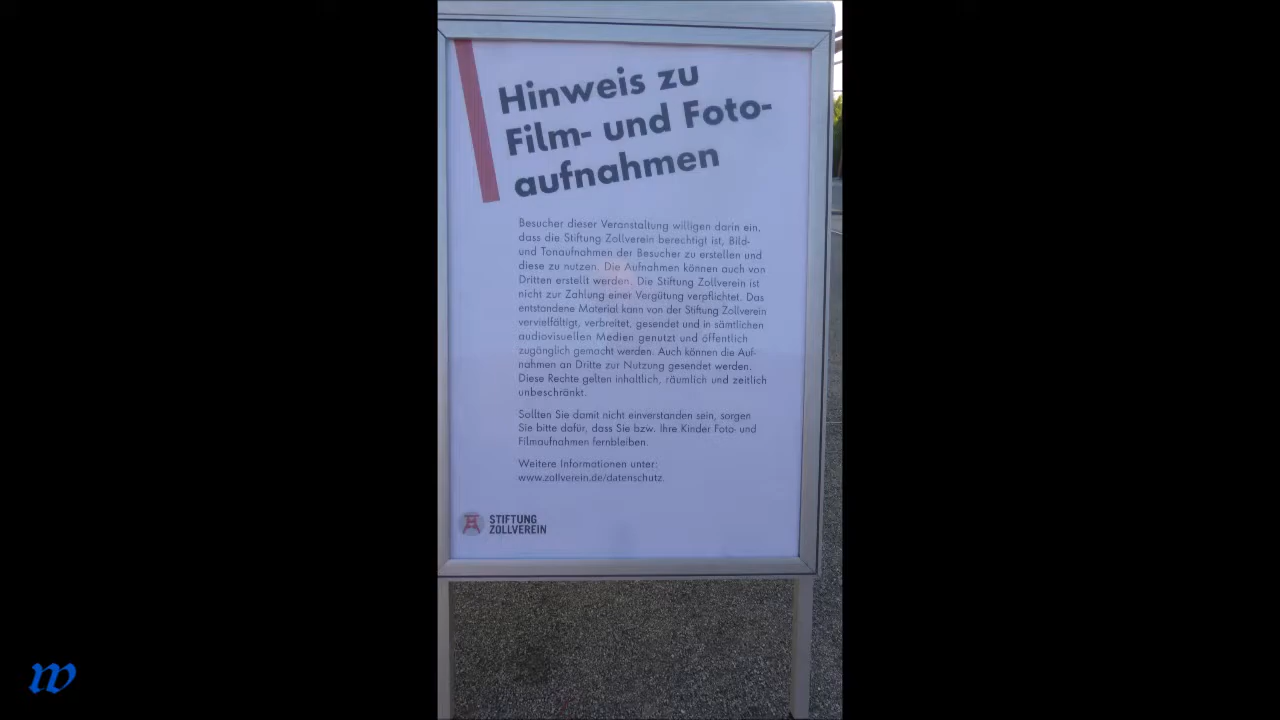 Hinweis zu
Film- und Foto-
aufnahmen
Besucher dieser Veranstaltung willigen darin ein,
dass die Stiftung Zollverein berechtigt ist, Bild-
und Tonaufnahmen der Besucher zu erstellen und
diese zu nutzen. Die Aufnahmen können auch von
Dritten erstellt werden. Die Stiftung Zollverein ist
nicht zur Zahlung einer Vergütung verpflichtet. Das
entstandene Material kann von der Stiftung Zollverein
vervielfältigt, verbreitet, gesendet und in sämtlichen
audiovisuellen Medien genutzt und öffentlich
zugänglich gemacht werden. Auch können die Auf-
nahmen an Dritte zur Nutzung gesendet werden.
Diese Rechte gelten inhaltlich, räumlich und zeitlich
unbeschränkt.
Sollten Sie damit nicht einverstanden sein, sorgen
Sie bitte dafür, dass Sie bzw. Ihre Kinder Foto- und
Filmaufnahmen fernbleiben.
Weitere Informationen unter:
www.zollverein.de/datenschutz.
STIFTUNG
ZOLLVEREIN
w